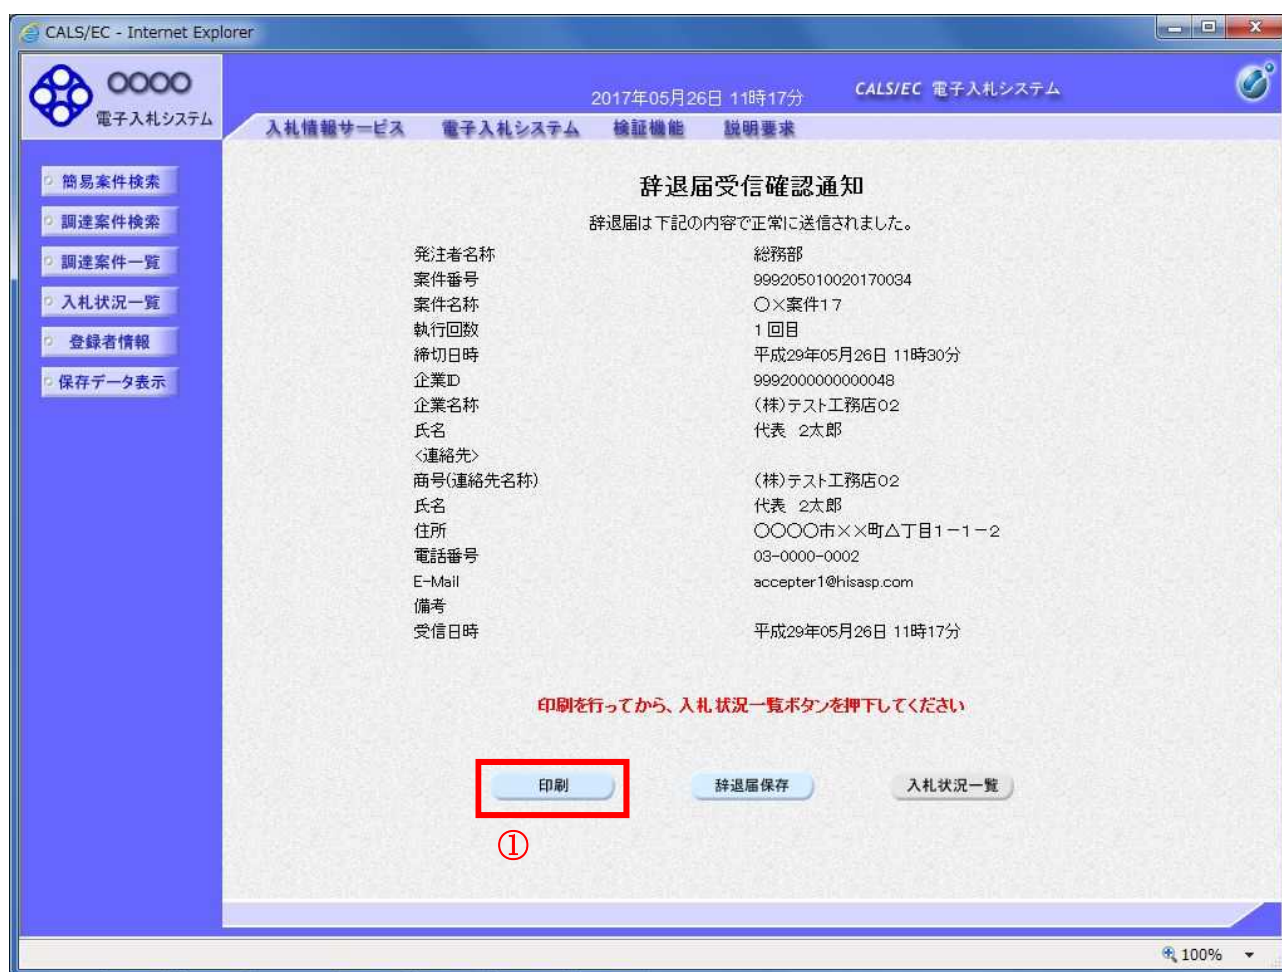 CALS/EC - Internet Explorer
〇〇〇〇
電子入札システム
2017年05月26日 11時17分
CALS/EC 電子入札システム
入札情報サービス 電子入札システム 検証機能 説明要求
簡易案件検索
調達案件検索
調達案件一覧
入札状況一覧
登録者情報
保存データ表示
辞退届受信確認通知
辞退届は下記の内容で正常に送信されました。
発注者名称 総務部
案件番号 999205010020170034
案件名称 〇×案件17
執行回数 1回目
締切日時 平成29年05月26日 11時30分
企業ID 9992000000000048
企業名称 (株)テスト工務店02
氏名 代表 2太郎
<連絡先>
商号(連絡先名称) (株)テスト工務店02
氏名 代表 2太郎
住所 〇〇〇〇市××町△丁目1-1-2
電話番号 03-0000-0002
E-Mail accepter1@hisasp.com
備考
受信日時 平成29年05月26日 11時17分
印刷を行ってから、入札状況一覧ボタンを押下してください
印刷 辞退届保存 入札状況一覧
①
100%